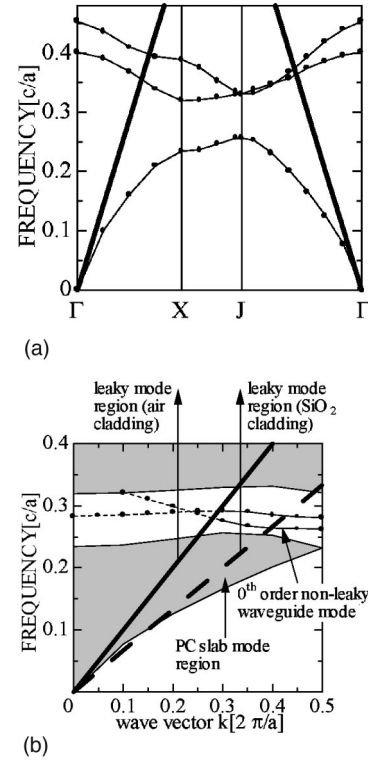 FREQUENCY[c/a]
0.4
0.3
0.2
0.1
0
Γ X J Γ
(a)
leaky mode region (air cladding)
leaky mode region (SiO2 cladding)
FREQUENCY[c/a]
0.4
0.3
0.2
0.1
0th order non-leaky waveguide mode
PC slab mode region
0 0.1 0.2 0.3 0.4 0.5
wave vector k[2 π/a]
(b)